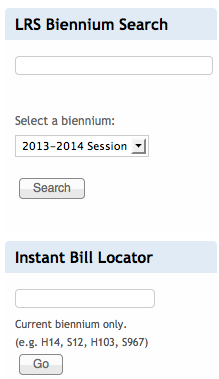 LRS Biennium Search
Select a biennium:
2013-2014 Session
Search
Instant Bill Locator
Current biennium only.
(e.g. H14, S12, H103, S967)
Go